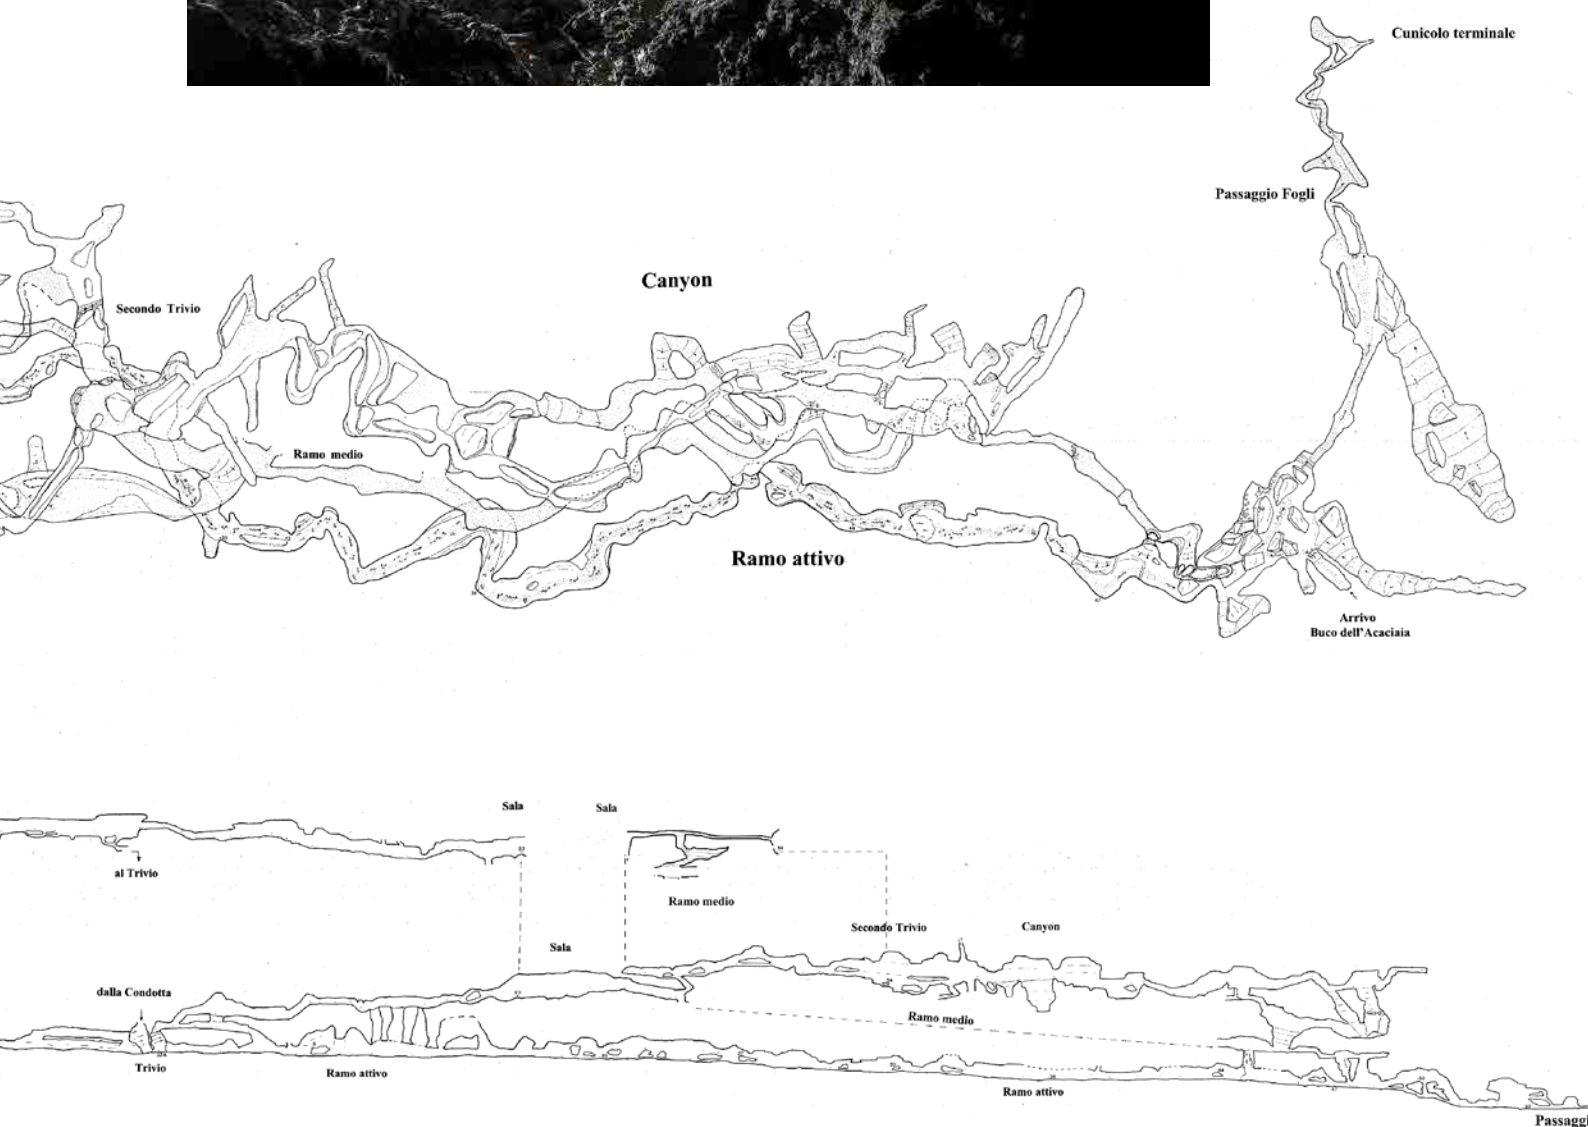 Cunicolo terminale
Passaggio Fogli
Canyon
Secondo Trivio
Ramo medio
Ramo attivo
Arrivo
Buco dell'Acaciaia
Sala
Sala
al Trivio
Ramo medio
Secondo Trivio
Canyon
Sala
dalla Condotta
Ramo medio
Trivio
Ramo attivo
Ramo attivo
Passaggi